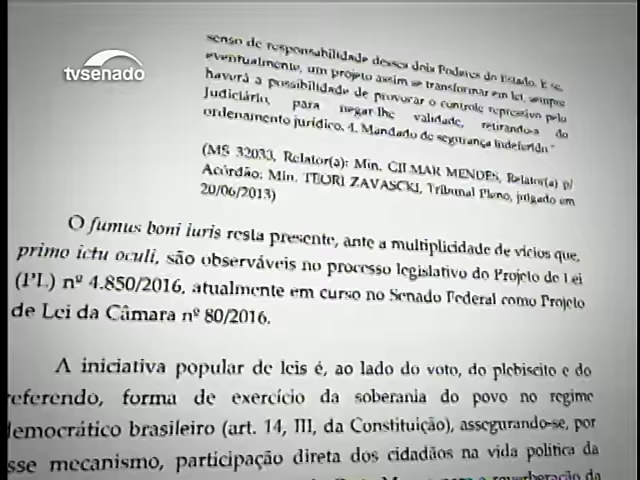 tvsenado
senso de responsabilidade desses dois Poderes do Estado. E se,
eventualmente, um projeto assim se transformar em lei, sempre
haverá a possibilidade de provocar o controle repressivo pelo
Judiciário, para negar-lhe validade, retirando-a do
ordenamento jurídico. 4. Mandado de segurança indeferido."
(MS 32033, Relator(a): Min. GILMAR MENDES, Relator(a) p/
Acórdão: Min. TEORI ZAVASCKI, Tribunal Pleno, julgado em
20/06/2013)
O fumus boni iuris resta presente, ante a multiplicidade de vícios que,
primo ictu oculi, são observáveis no processo legislativo do Projeto de Lei
(PL) nº 4.850/2016, atualmente em curso no Senado Federal como Projeto
de Lei da Câmara nº 80/2016.
A iniciativa popular de leis é, ao lado do voto, do plebiscito e do
eferendo, forma de exercício da soberania do povo no regime
democrático brasileiro (art. 14, III, da Constituição), assegurando-se, por
sse mecanismo, participação direta dos cidadãos na vida política da
reverberação da